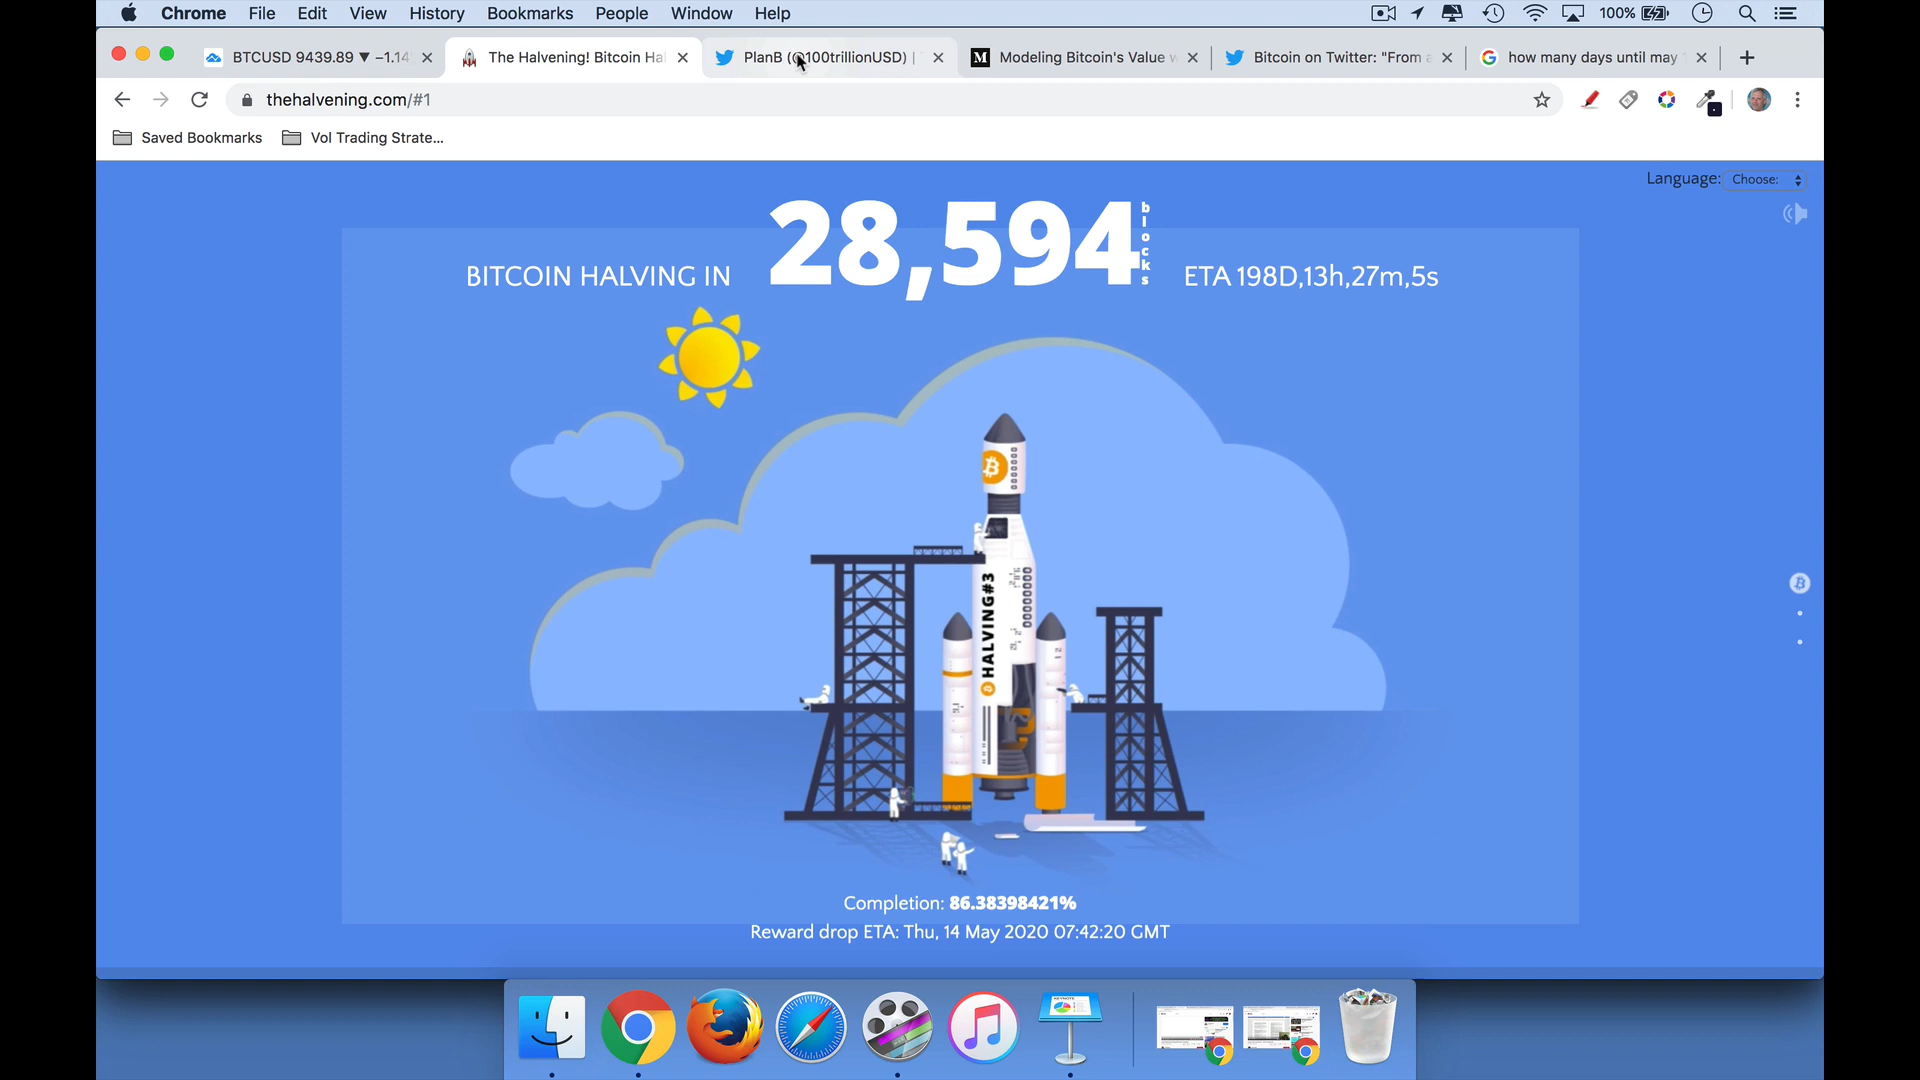 Chrome File Edit View History Bookmarks People Window Help 100%
BTCUSD 9439.89 ▼ −1.14
The Halvening! Bitcoin Hal
PlanB (@100trillionUSD) |
M Modeling Bitcoin's Value w
Bitcoin on Twitter: "From a
how many days until may
thehalvening.com/#1
Saved Bookmarks Vol Trading Strate...
Language: Choose:
BITCOIN HALVING IN 28,594 blocks ETA 198D,13h,27m,5s
HALVING#3
Completion: 86.38398421%
Reward drop ETA: Thu, 14 May 2020 07:42:20 GMT
KEYNOTE